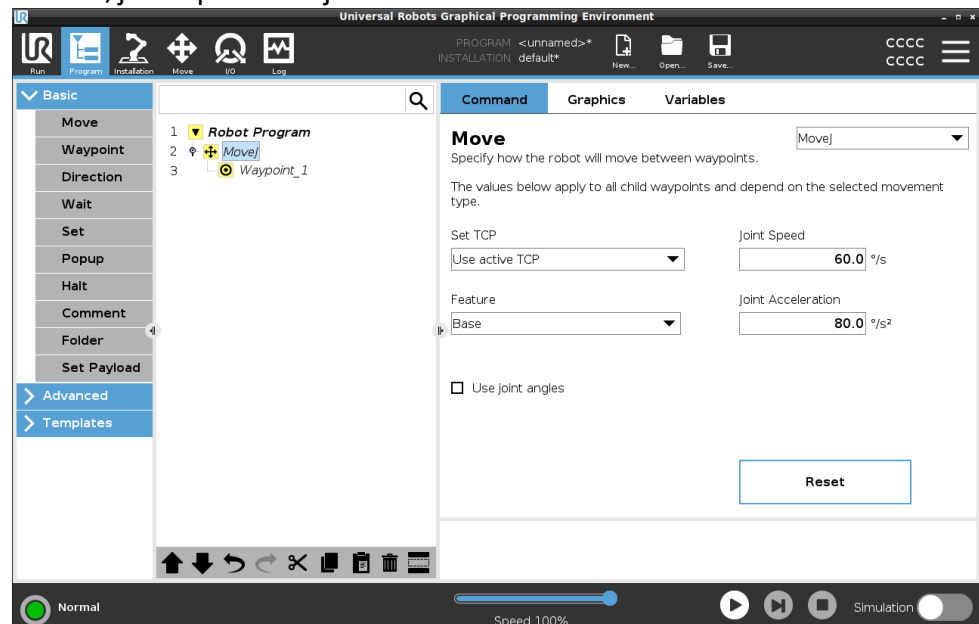 Universal Robots Graphical Programming Environment
UR
Run
Program
Installation
Move
I/O
Log
PROGRAM <unnamed>*
INSTALLATION default*
New...
Open...
Save...
CCCC
CCCC
Basic
Move
Waypoint
Direction
Wait
Set
Popup
Halt
Comment
Folder
Set Payload
Advanced
Templates
1 Robot Program
2 MoveJ
3 Waypoint_1
Command Graphics Variables
Move
MoveJ
Specify how the robot will move between waypoints.
The values below apply to all child waypoints and depend on the selected movement
type.
Set TCP
Joint Speed
Use active TCP
60.0 °/s
Feature
Joint Acceleration
Base
80.0 °/s²
Use joint angles
Reset
Normal
Speed 100%
Simulation